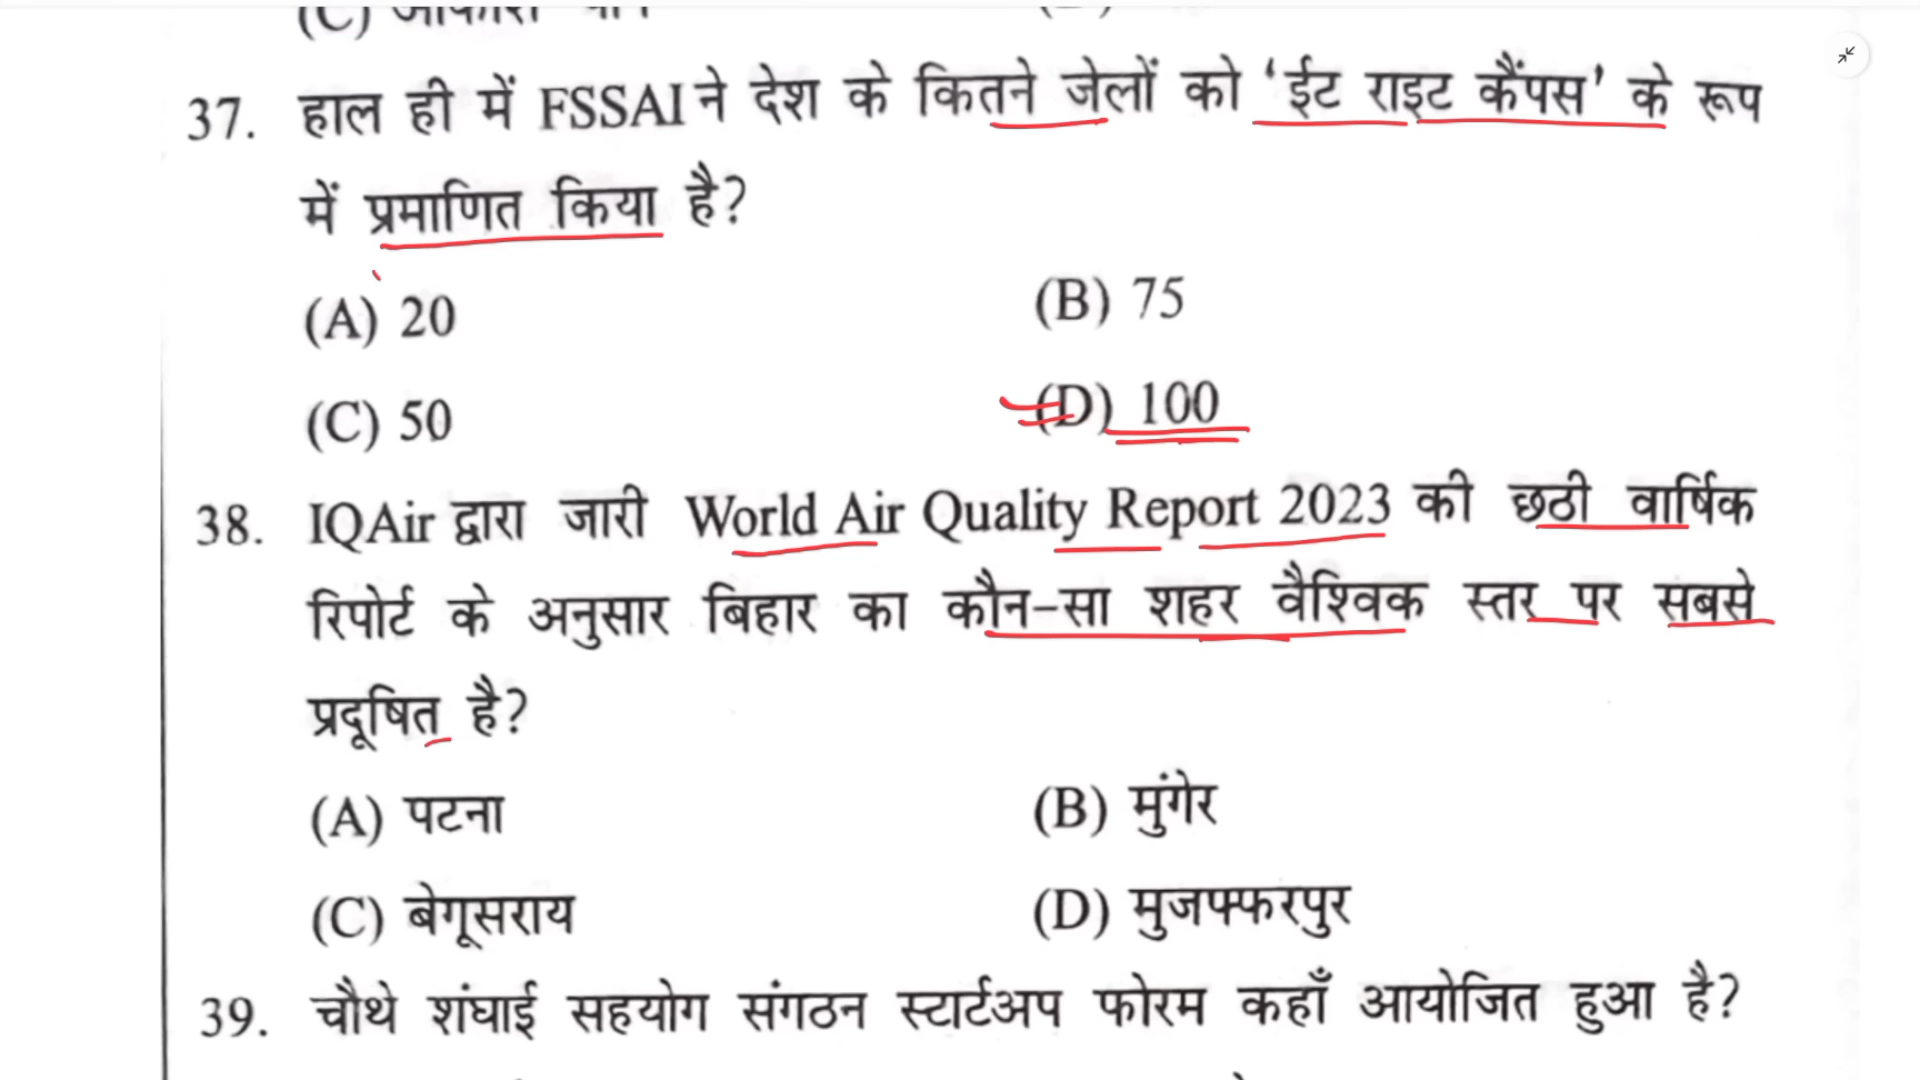 37. हाल ही में FSSAI ने देश के कितने जेलों को ‘ईट राइट कैंपस’ के रूप
में प्रमाणित किया है?
(A) 20 (B) 75
(C) 50 (D) 100
38. IQAir द्वारा जारी World Air Quality Report 2023 की छठी वार्षिक
रिपोर्ट के अनुसार बिहार का कौन-सा शहर वैश्विक स्तर पर सबसे
प्रदूषित है?
(A) पटना (B) मुंगेर
(C) बेगूसराय (D) मुजफ्फरपुर
39. चौथे शंघाई सहयोग संगठन स्टार्टअप फोरम कहाँ आयोजित हुआ है?